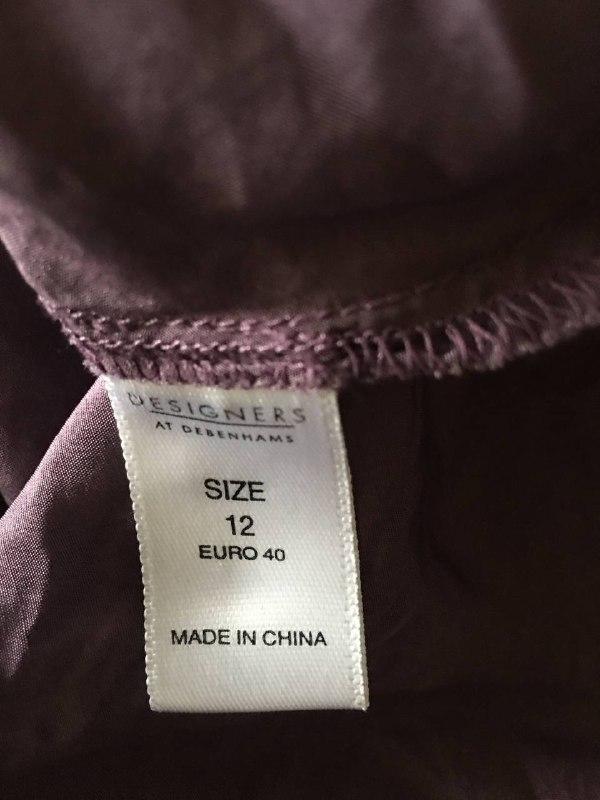 DESIGNERS
AT DEBENHAMS
SIZE
12
EURO 40
MADE IN CHINA